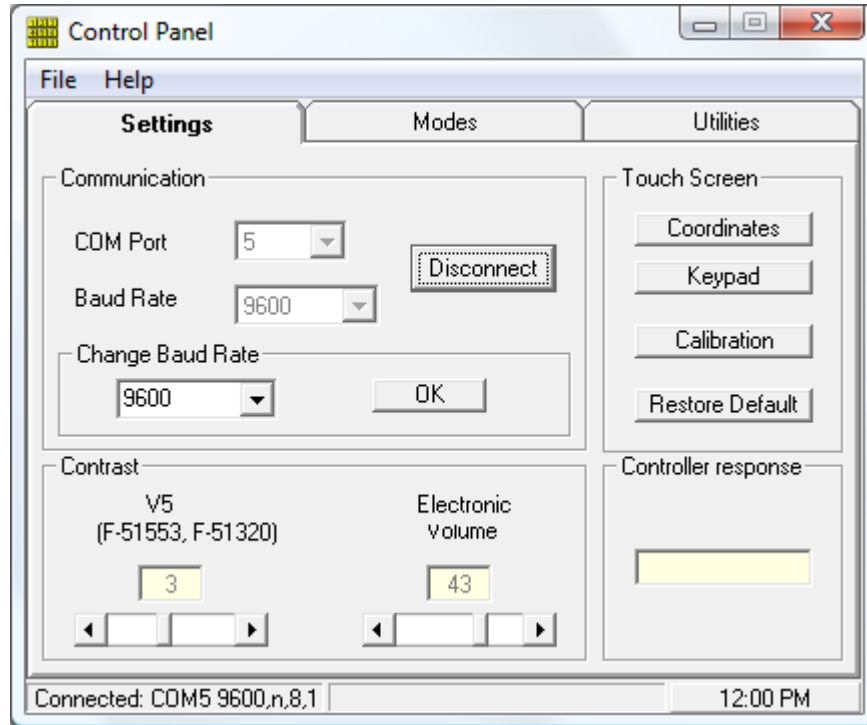 Control Panel
File Help
Settings Modes Utilities
Communication
COM Port 5
Disconnect
Baud Rate 9600
Change Baud Rate
9600 OK
Touch Screen
Coordinates
Keypad
Calibration
Restore Default
Contrast
V5
(F-51553, F-51320)
3
Electronic
Volume
43
Controller response
Connected: COM5 9600,n,8,1 12:00 PM